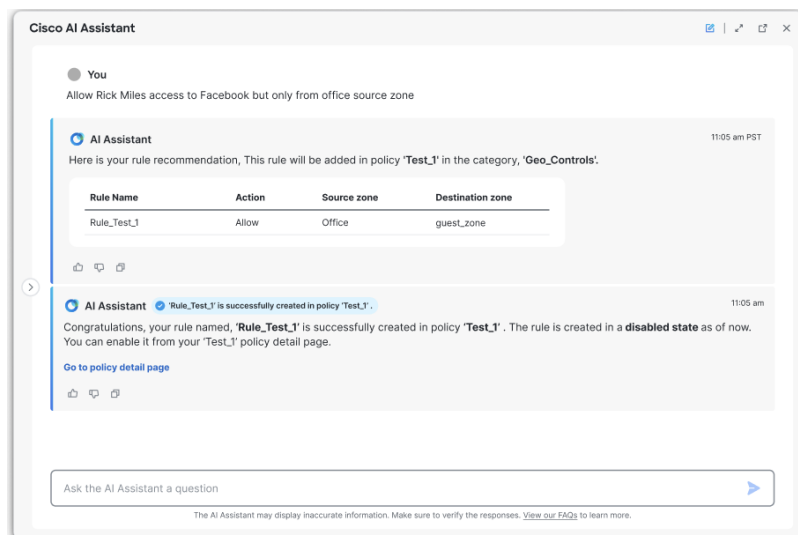 Cisco AI Assistant
You
Allow Rick Miles access to Facebook but only from office source zone
AI Assistant
11:05 am PST
Here is your rule recommendation, This rule will be added in policy 'Test_1' in the category, 'Geo_Controls'.
Rule Name Action Source zone Destination zone
Rule_Test_1 Allow Office guest_zone
AI Assistant 'Rule_Test_1' is successfully created in policy 'Test_1' .
11:05 am
Congratulations, your rule named, 'Rule_Test_1' is successfully created in policy 'Test_1' . The rule is created in a disabled state as of now.
You can enable it from your 'Test_1' policy detail page.
Go to policy detail page
Ask the AI Assistant a question
The AI Assistant may display inaccurate information. Make sure to verify the responses. View our FAQs to learn more.